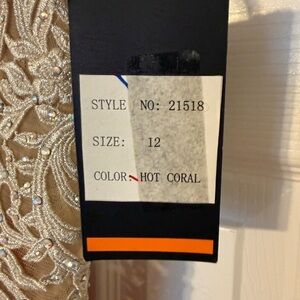 STYLE NO: 21518
SIZE: 12
COLOR: HOT CORAL